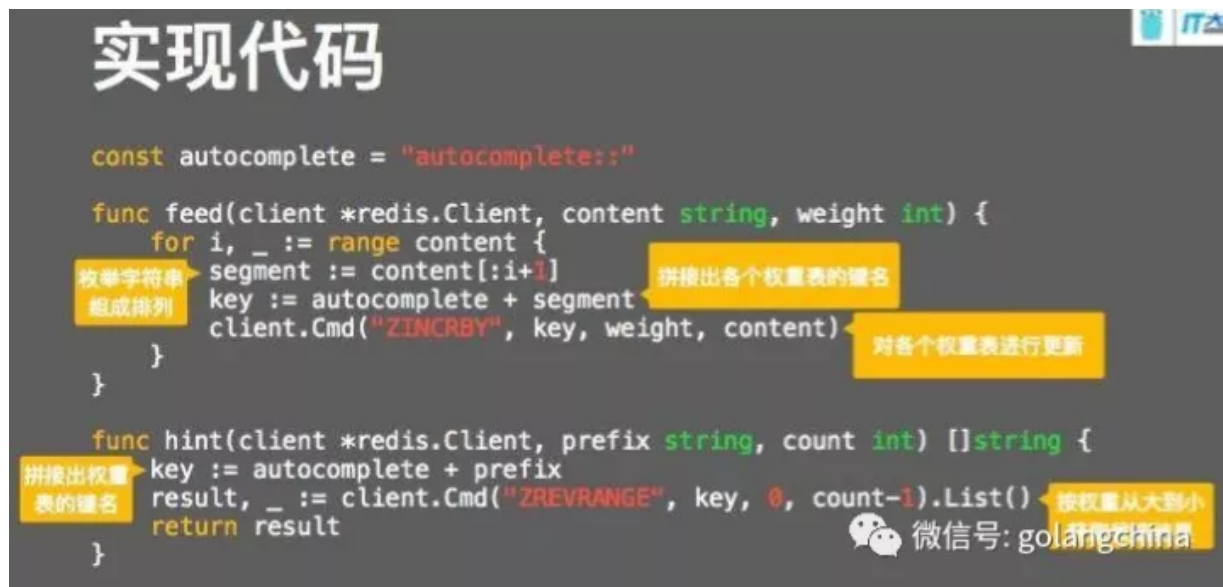 实现代码
IT
const autocomplete = "autocomplete::"
func feed(client *redis.Client, content string, weight int) {
for i, _ := range content {
枚举字符串
组成排列
segment := content[:i+1]
拼接出各个权重表的键名
key := autocomplete + segment
client.Cmd("ZINCRBY", key, weight, content)
对各个权重表进行更新
}
}
func hint(client *redis.Client, prefix string, count int) []string {
拼接出权重
表的键名
key := autocomplete + prefix
result, _ := client.Cmd("ZREVRANGE", key, 0, count-1).List()
按权重从大到小
return result
微信号: golangchina
}